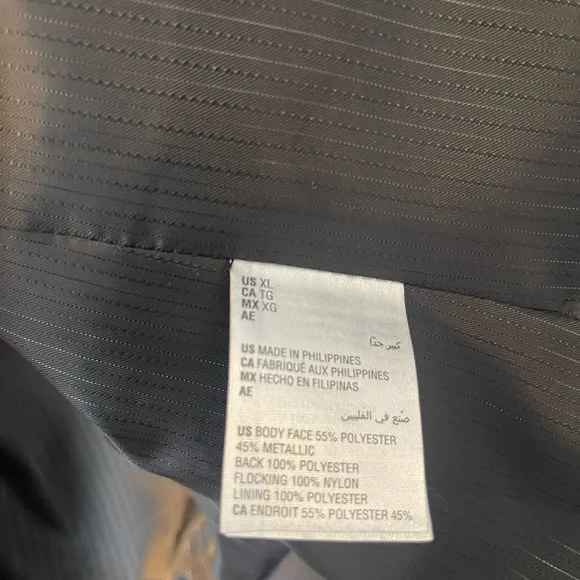 US XL
CA TG
MX XG
AE
كبير جدًا
US MADE IN PHILIPPINES
CA FABRIQUÉ AUX PHILIPPINES
MX HECHO EN FILIPINAS
AE
صنع في الفلبين
US BODY FACE 55% POLYESTER
45% METALLIC
BACK 100% POLYESTER
FLOCKING 100% NYLON
LINING 100% POLYESTER
CA ENDROIT 55% POLYESTER 45%